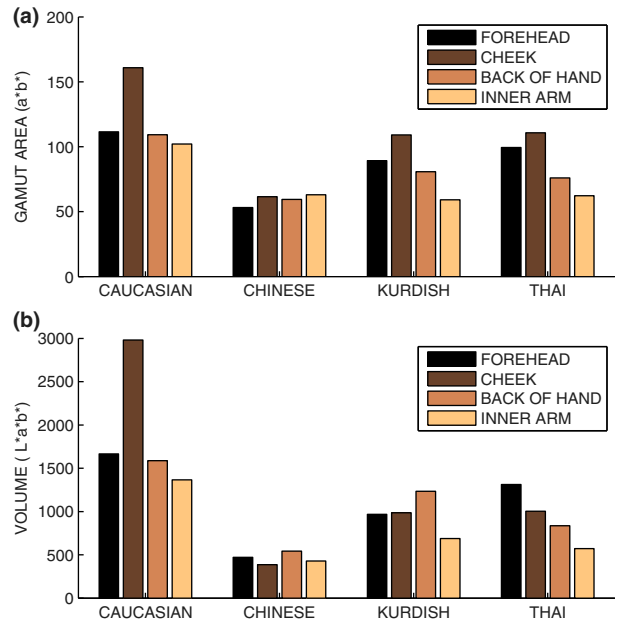 (a)
200
150
100
50
0
GAMUT AREA (a*b*)
FOREHEAD
CHEEK
BACK OF HAND
INNER ARM
CAUCASIAN CHINESE KURDISH THAI
(b)
3000
2500
2000
1500
1000
500
0
VOLUME ( L*a*b*)
FOREHEAD
CHEEK
BACK OF HAND
INNER ARM
CAUCASIAN CHINESE KURDISH THAI